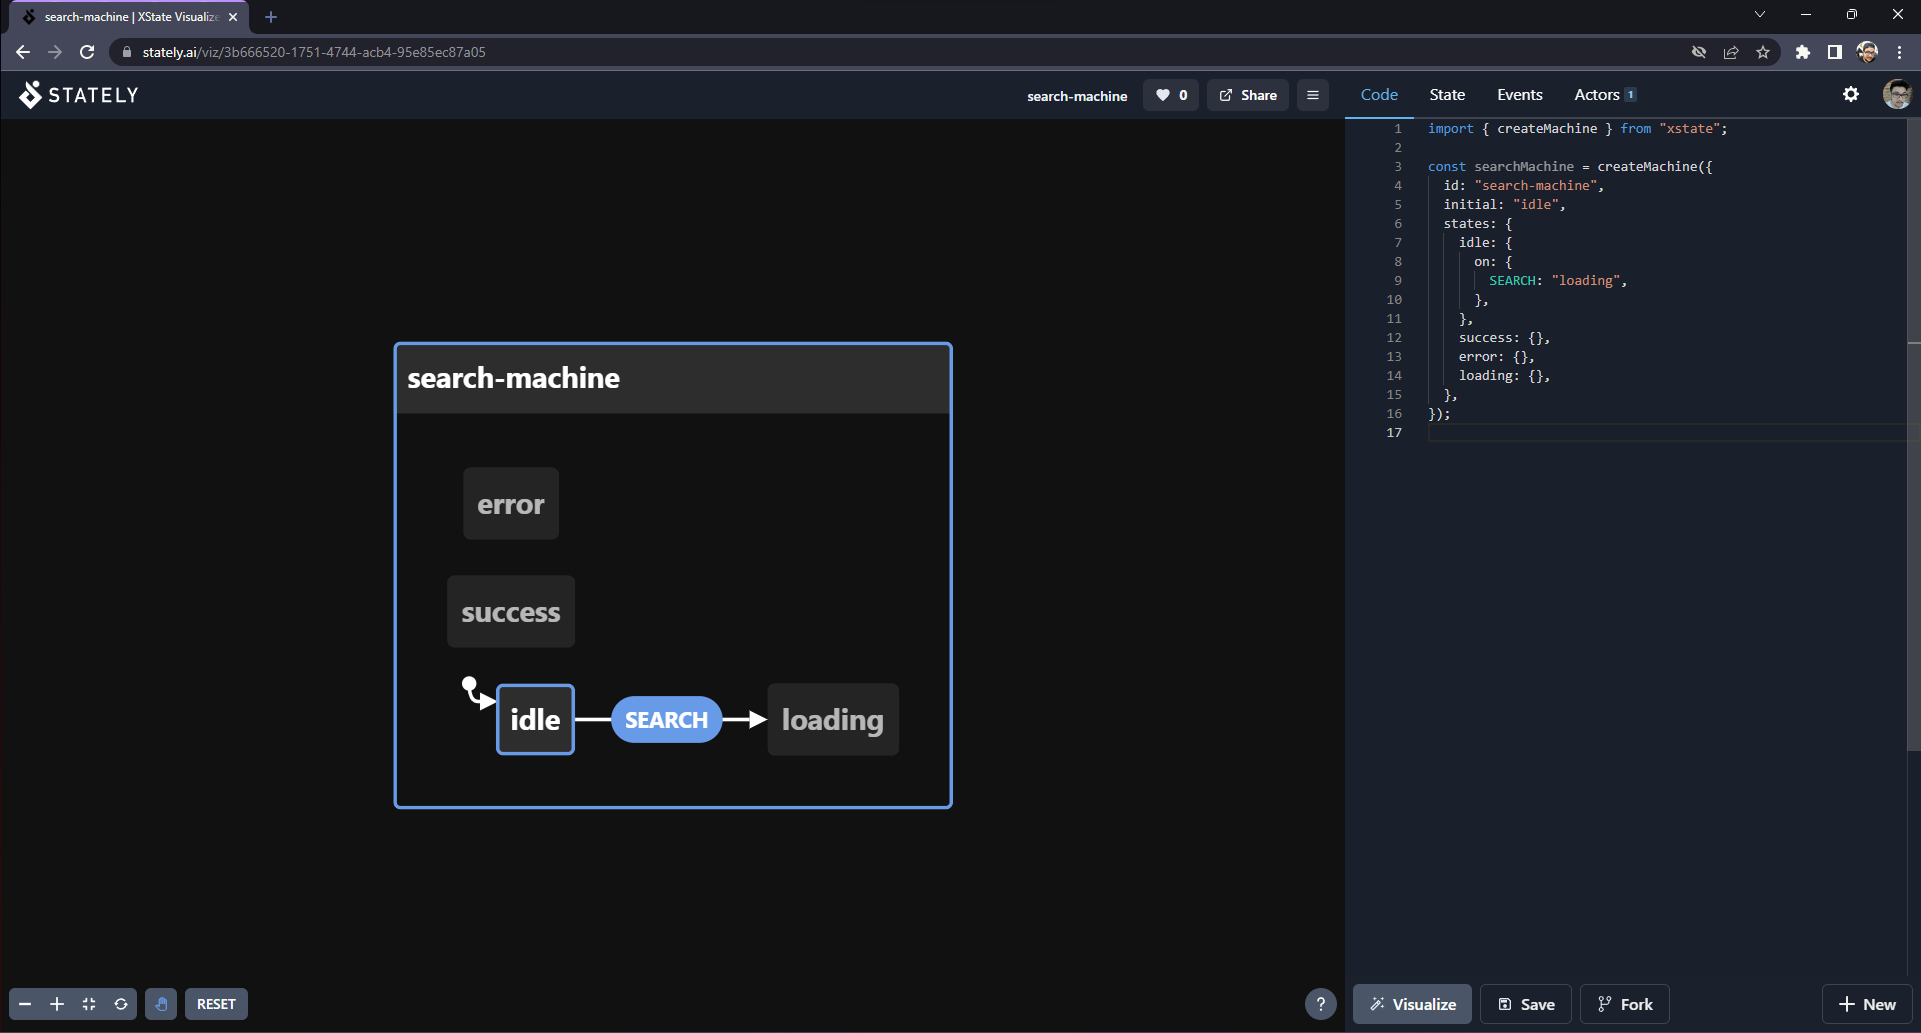 search-machine | XState Visualize
stately.ai/viz/3b666520-1751-4744-acb4-95e85ec87a05
STATELY
search-machine
0
Share
Code
State
Events
Actors 1
1 import { createMachine } from "xstate";
2
3 const searchMachine = createMachine({
4 id: "search-machine",
5 initial: "idle",
6 states: {
7 idle: {
8 on: {
9 SEARCH: "loading",
10 },
11 },
12 success: {},
13 error: {},
14 loading: {},
15 },
16 });
17
search-machine
error
success
idle
SEARCH
loading
RESET
?
Visualize
Save
Fork
New